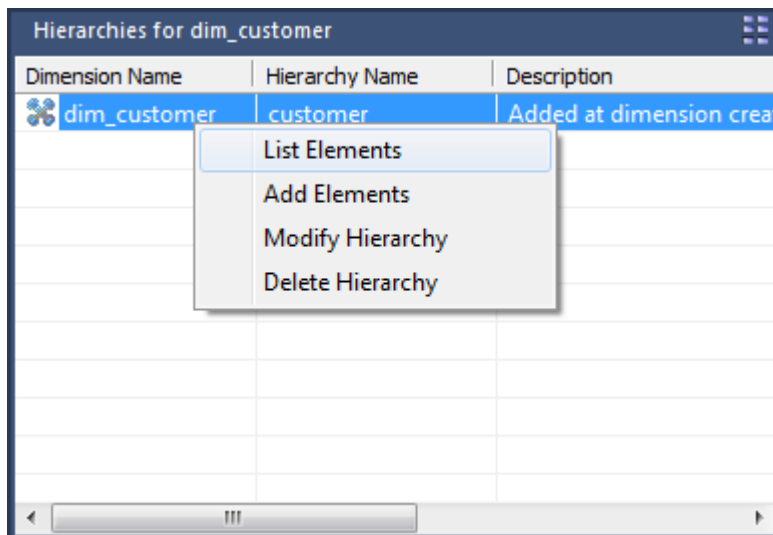 Hierarchies for dim_customer
Dimension Name Hierarchy Name Description
dim_customer customer Added at dimension crea
List Elements
Add Elements
Modify Hierarchy
Delete Hierarchy